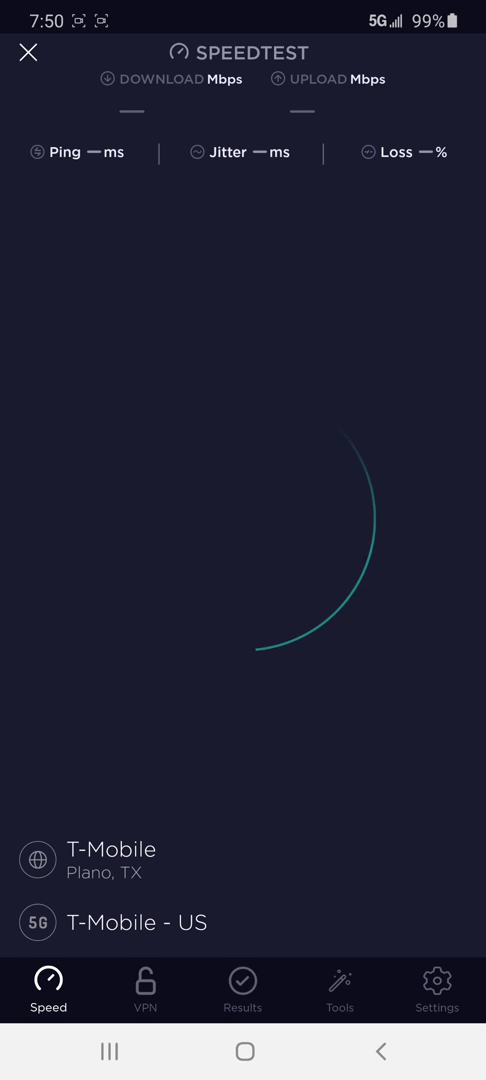 7:50 5G 99%
SPEEDTEST
DOWNLOAD Mbps UPLOAD Mbps
— —
Ping — ms Jitter — ms Loss — %
T-Mobile
Plano, TX
5G T-Mobile - US
Speed VPN Results Tools Settings